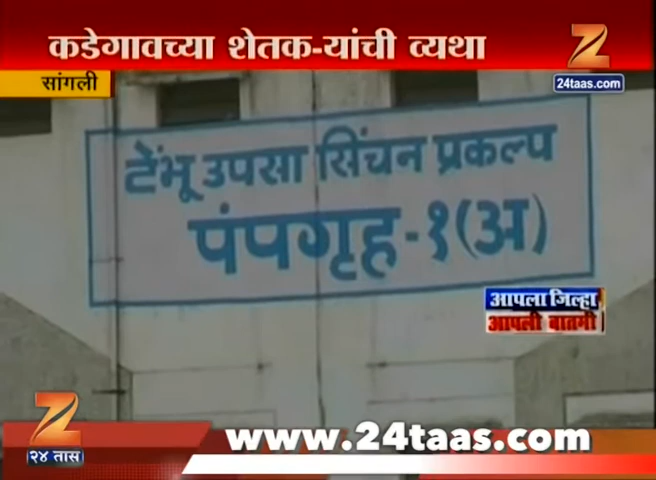 कडेगावच्या शेतक-यांची व्यथा
24taas.com
सांगली
टेंभू उपसा सिंचन प्रकल्प
पंपगृह-१(अ)
आपला जिल्हा
आपली बातमी
२४ तास
www.24taas.com